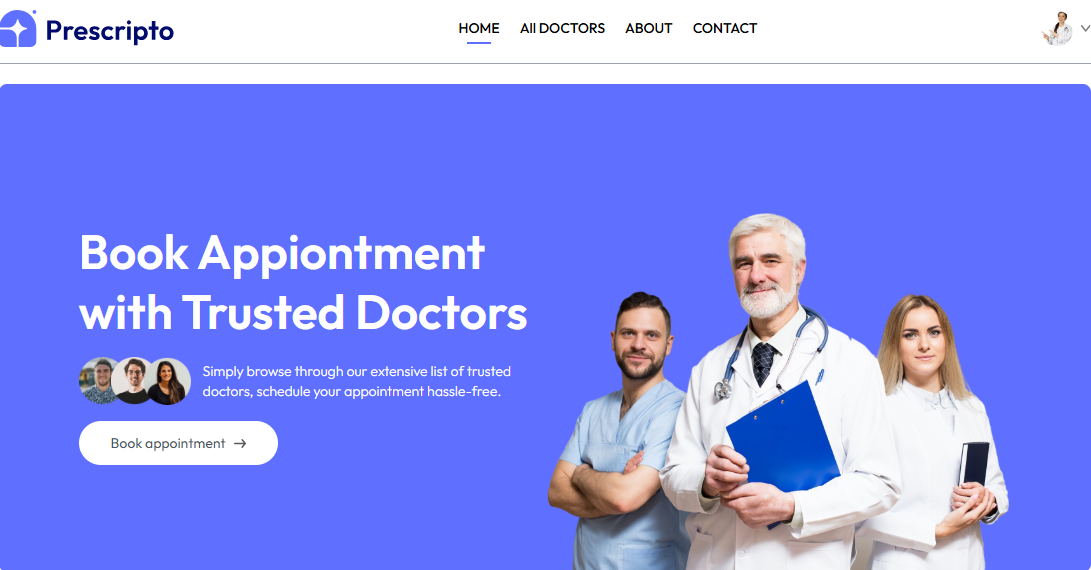 Prescripto
HOME
All DOCTORS
ABOUT
CONTACT
Book Appiontment
with Trusted Doctors
Simply browse through our extensive list of trusted
doctors, schedule your appointment hassle-free.
Book appointment →